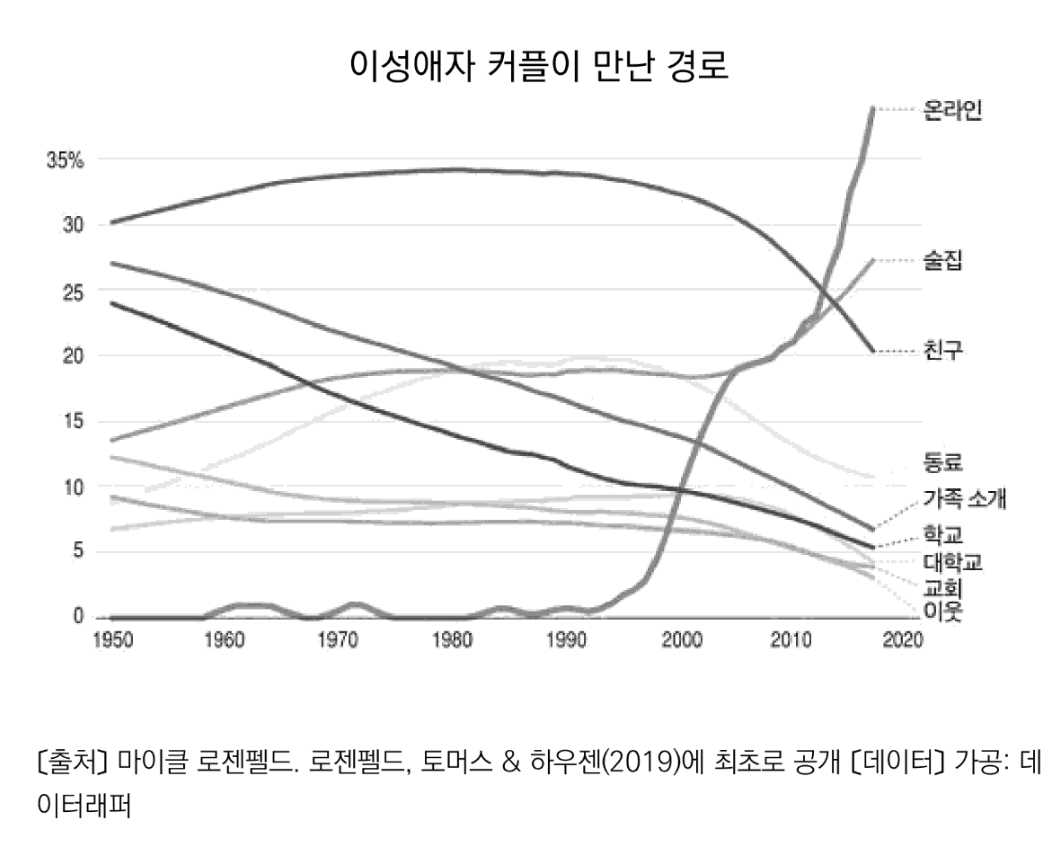 이성애자 커플이 만난 경로
온라인
35%
30
술집
25
친구
20
15
동료
10
가족 소개
학교
5
대학교
교회
이웃
0
1950 1960 1970 1980 1990 2000 2010 2020
[출처] 마이클 로젠펠드. 로젠펠드, 토머스 & 하우젠(2019)에 최초로 공개 [데이터] 가공: 데
이터래퍼